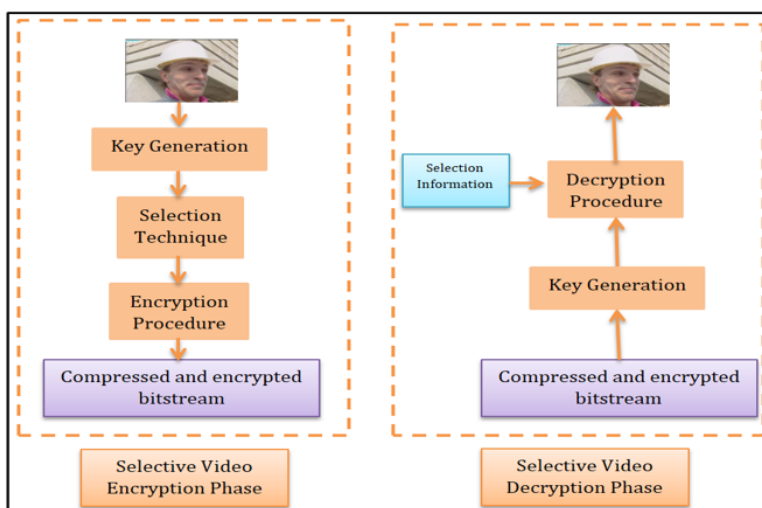 Key Generation
Selection
Technique
Encryption
Procedure
Compressed and encrypted
bitstream
Selective Video
Encryption Phase
Selection
Information
Decryption
Procedure
Key Generation
Compressed and encrypted
bitstream
Selective Video
Decryption Phase